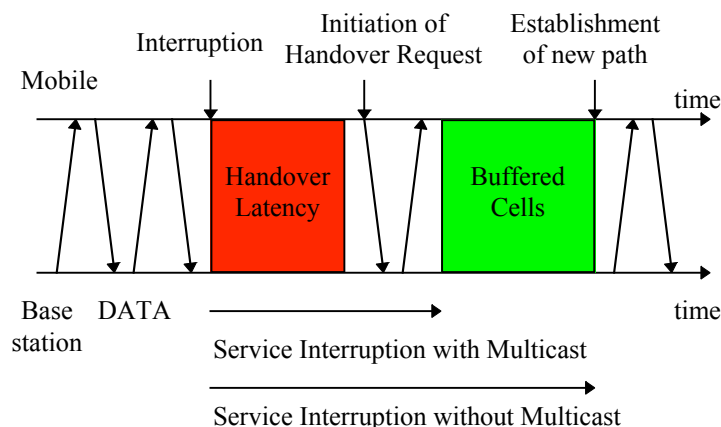 Interruption
Initiation of
Handover Request
Establishment
of new path
Mobile
time
Handover
Latency
Buffered
Cells
Base
station
DATA
time
Service Interruption with Multicast
Service Interruption without Multicast